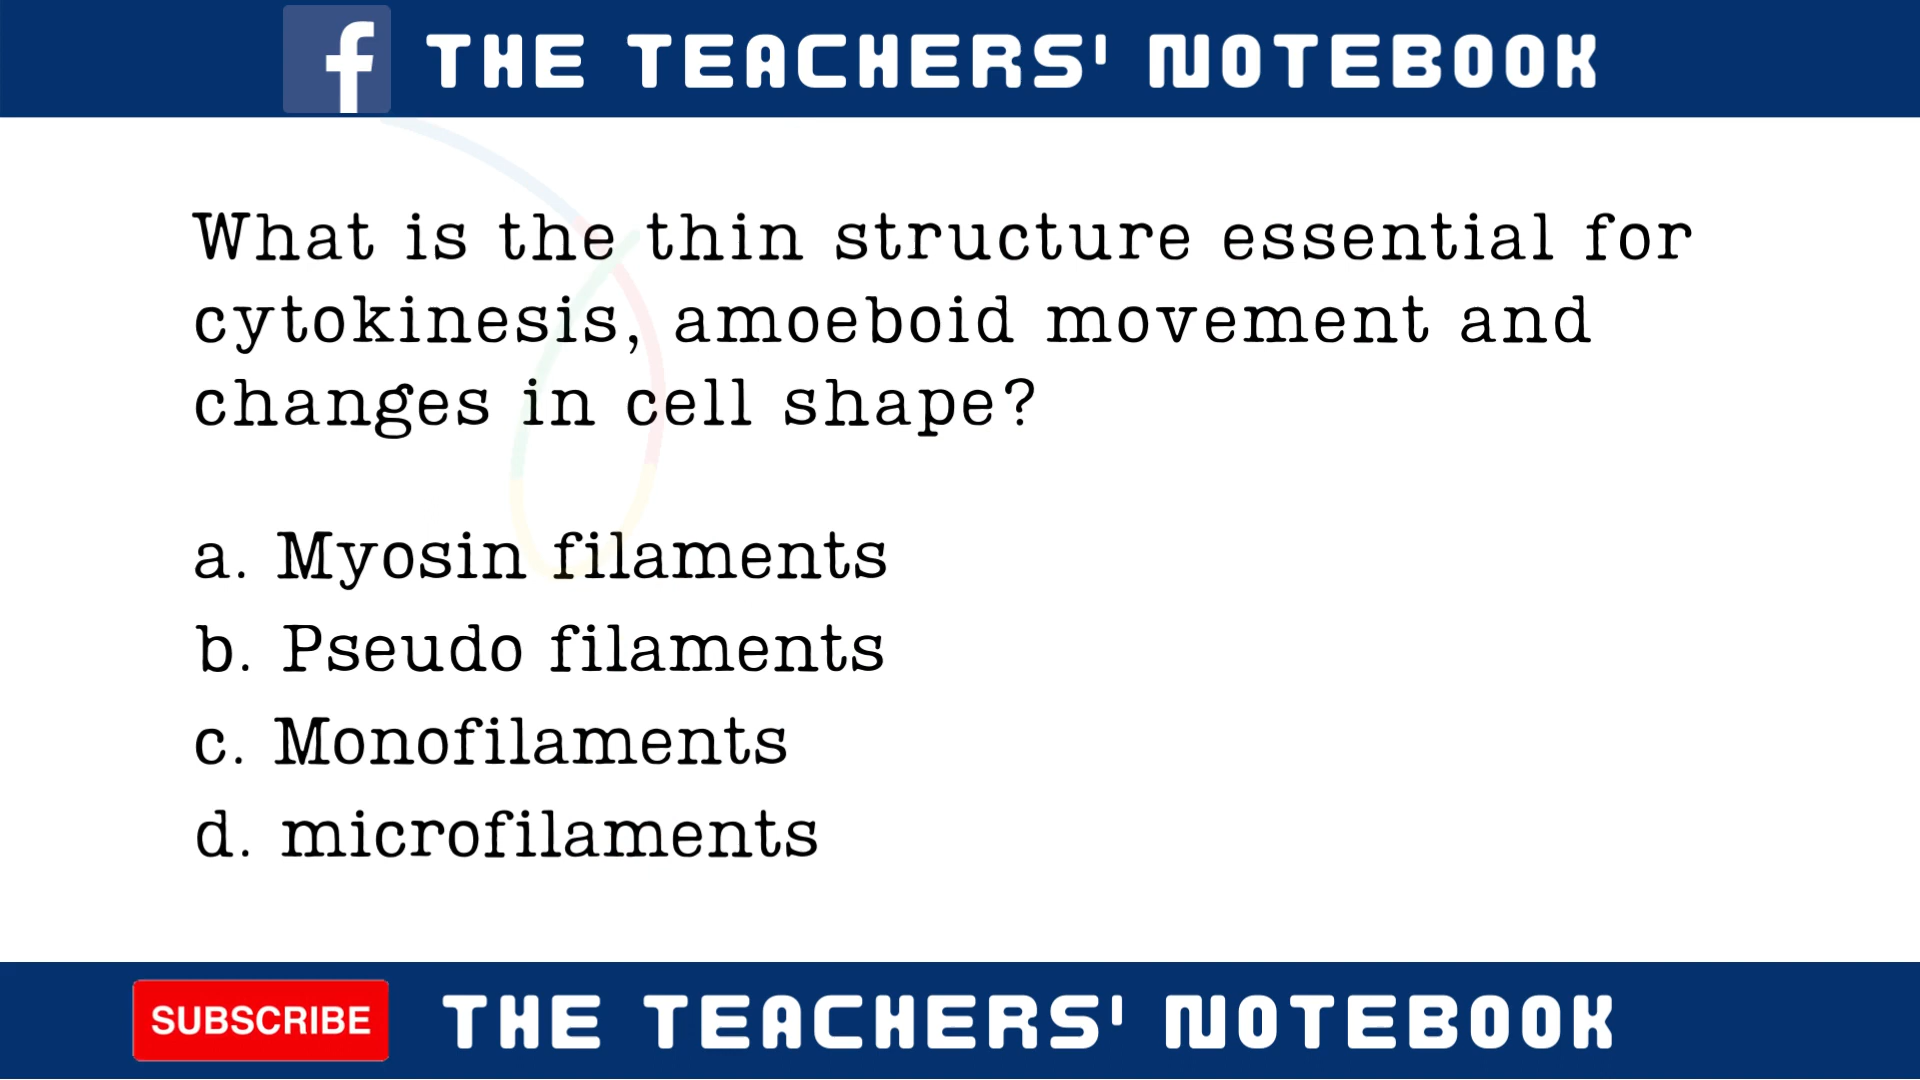 f THE TEACHERS' NOTEBOOK
What is the thin structure essential for
cytokinesis, amoeboid movement and
changes in cell shape?
a. Myosin filaments
b. Pseudo filaments
c. Monofilaments
d. microfilaments
SUBSCRIBE THE TEACHERS' NOTEBOOK